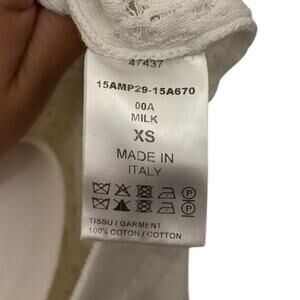 47437
15AMP29-15A670
00A
MILK
XS
MADE IN
ITALY
TISSU / GARMENT
100% COTON / COTTON